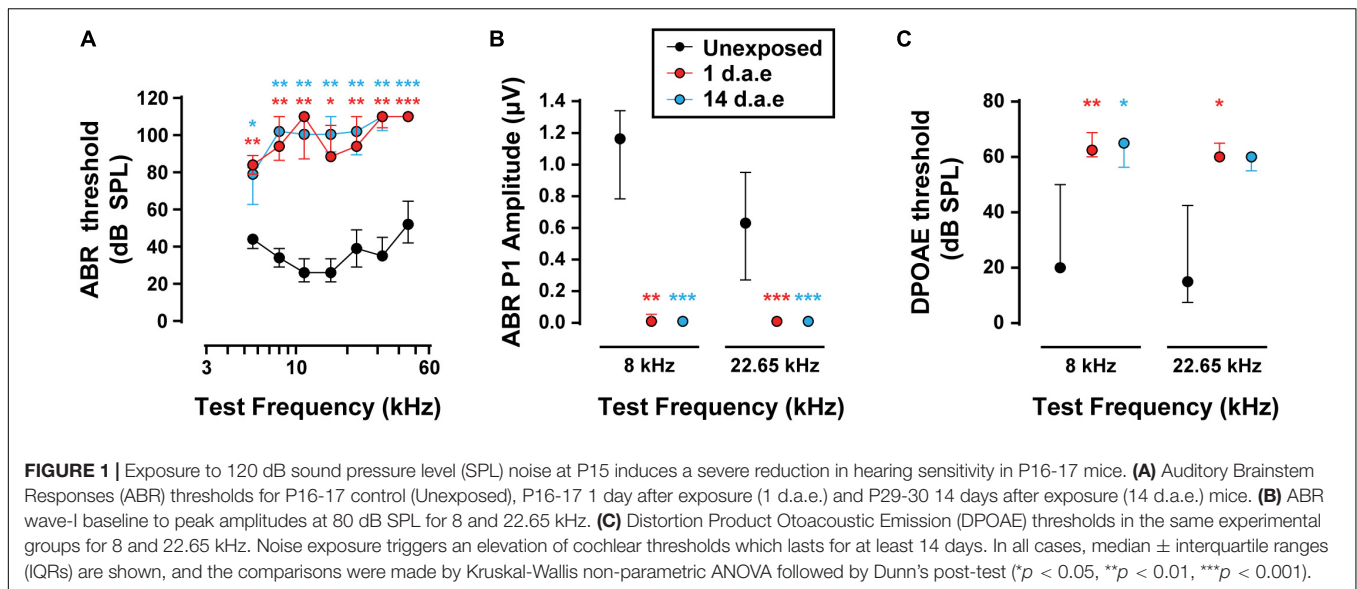 A
ABR threshold
(dB SPL)
120
100
80
60
40
20
0
*
**
**
**
**
**
**
*
**
**
**
**
***
***
3
10
60
Test Frequency (kHz)
B
Unexposed
1 d.a.e
14 d.a.e
ABR P1 Amplitude (µV)
1.4
1.2
1.0
0.8
0.6
0.4
0.2
0.0
**
***
***
***
8 kHz
22.65 kHz
Test Frequency (kHz)
C
DPOAE threshold
(dB SPL)
80
60
40
20
0
**
*
*
8 kHz
22.65 kHz
Test Frequency (kHz)
FIGURE 1 | Exposure to 120 dB sound pressure level (SPL) noise at P15 induces a severe reduction in hearing sensitivity in P16-17 mice. (A) Auditory Brainstem
Responses (ABR) thresholds for P16-17 control (Unexposed), P16-17 1 day after exposure (1 d.a.e.) and P29-30 14 days after exposure (14 d.a.e.) mice. (B) ABR
wave-I baseline to peak amplitudes at 80 dB SPL for 8 and 22.65 kHz. (C) Distortion Product Otoacoustic Emission (DPOAE) thresholds in the same experimental
groups for 8 and 22.65 kHz. Noise exposure triggers an elevation of cochlear thresholds which lasts for at least 14 days. In all cases, median ± interquartile ranges
(IQRs) are shown, and the comparisons were made by Kruskal-Wallis non-parametric ANOVA followed by Dunn's post-test (*p < 0.05, **p < 0.01, ***p < 0.001).